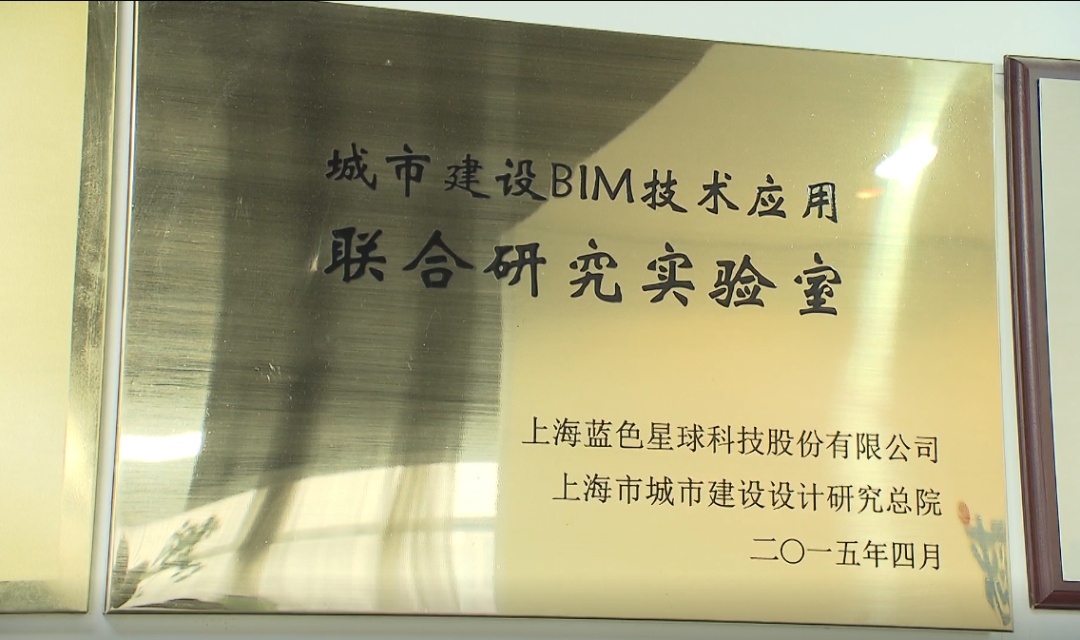 城市建设BIM技术应用
联合研究实验室
上海蓝色星球科技股份有限公司
上海市城市建设设计研究总院
二〇一五年四月